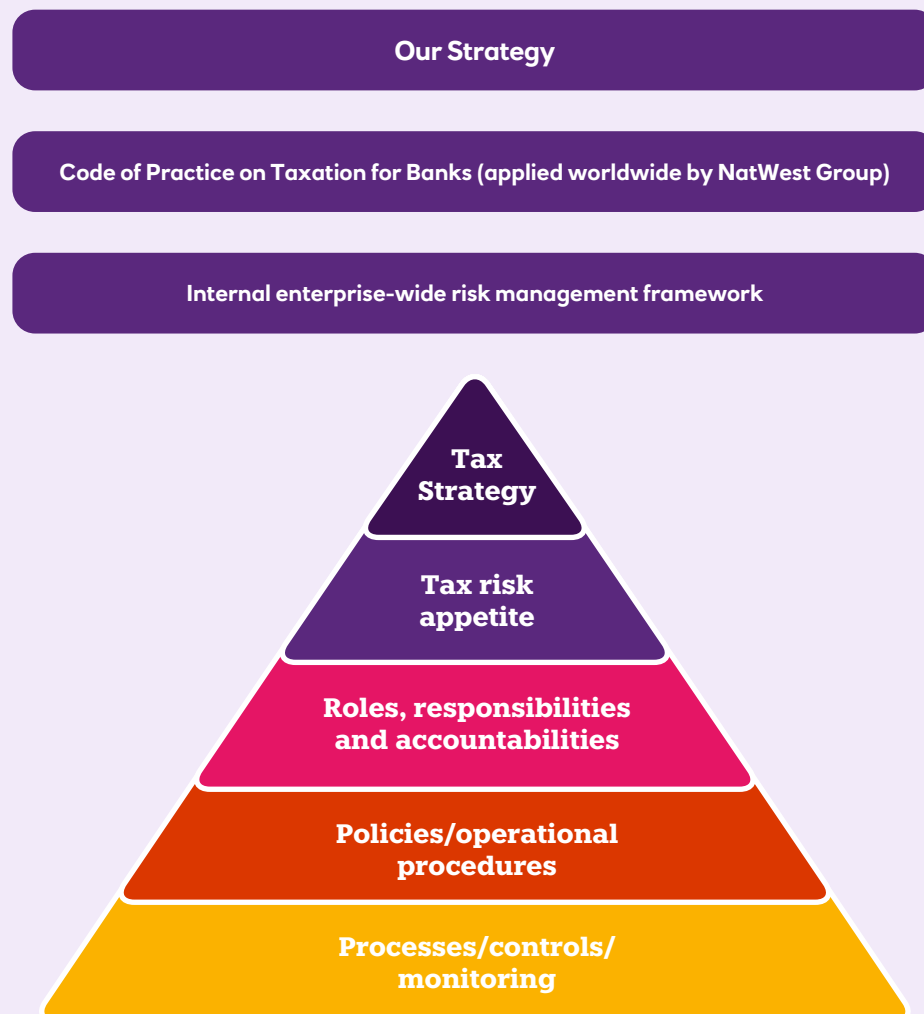 Our Strategy
Code of Practice on Taxation for Banks (applied worldwide by NatWest Group)
Internal enterprise-wide risk management framework
Tax
Strategy
Tax risk
appetite
Roles, responsibilities
and accountabilities
Policies/operational
procedures
Processes/controls/
monitoring